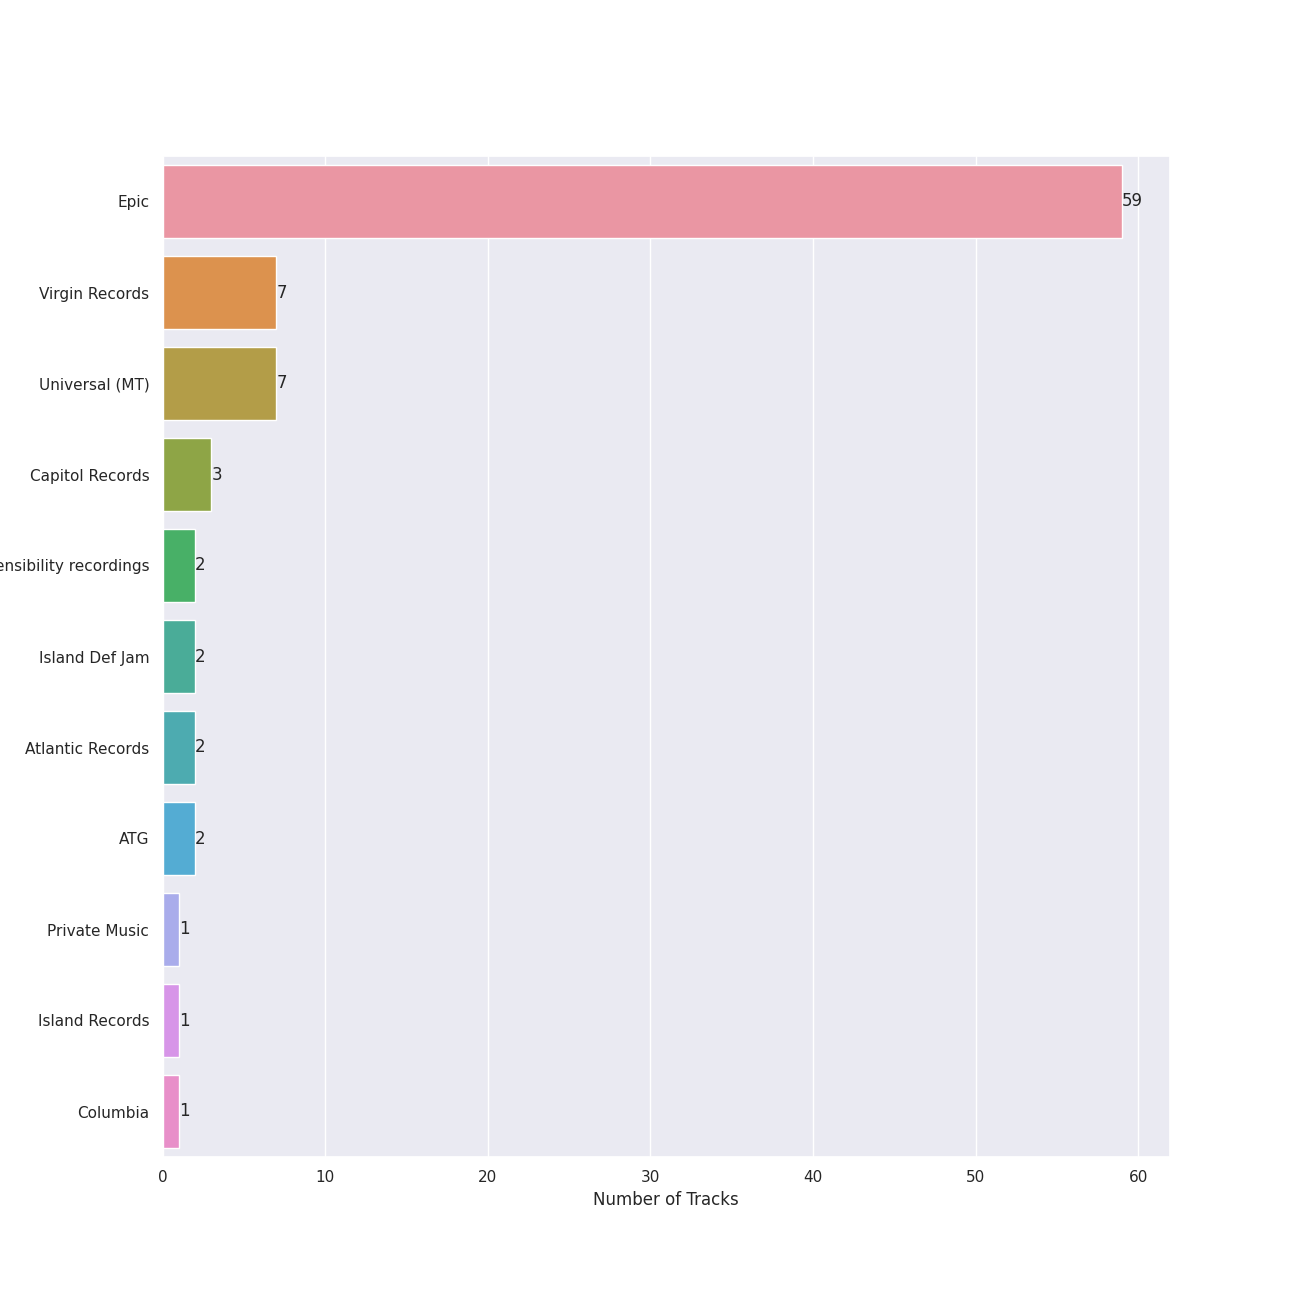 Epic 59
Virgin Records 7
Universal (MT) 7
Capitol Records 3
recordings 2
Island Def Jam 2
Atlantic Records 2
ATG 2
Private Music 1
Island Records 1
Columbia 1
0 10 20 30 40 50 60
Number of Tracks